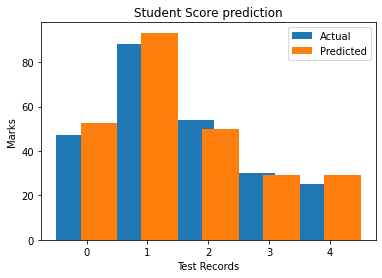 Student Score prediction
Actual
Predicted
80
60
40
20
0
Marks
0 1 2 3 4
Test Records